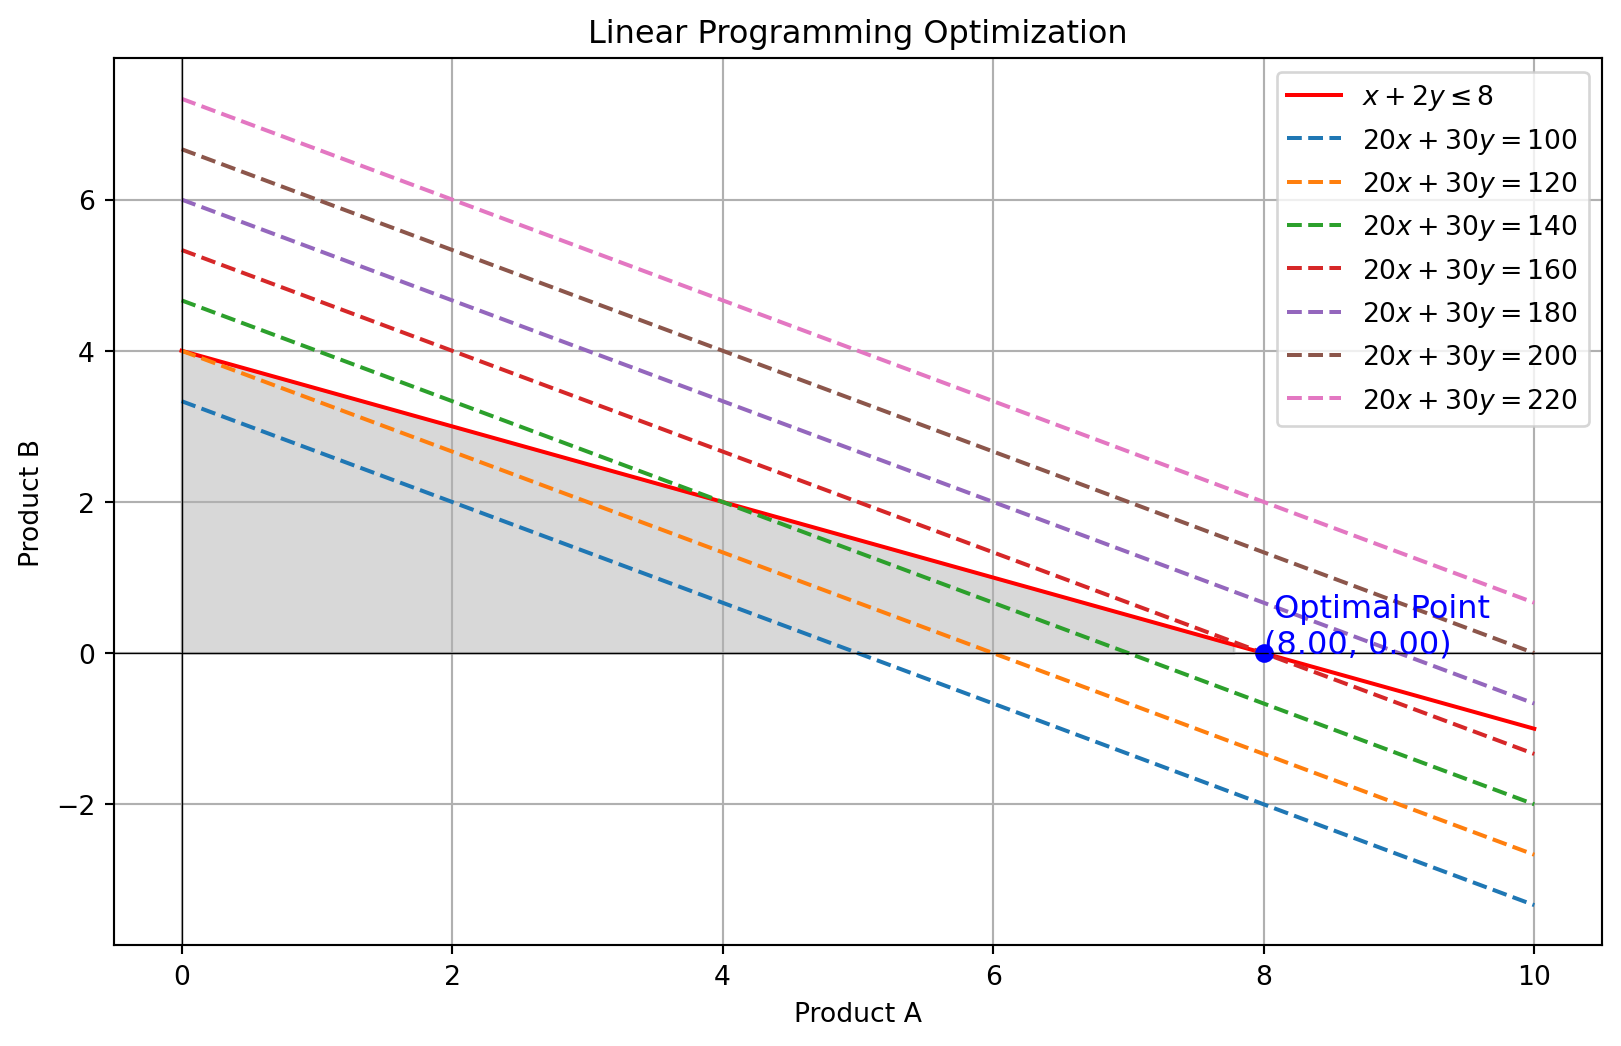 Linear Programming Optimization
x + 2y ≤ 8
20x + 30y = 100
20x + 30y = 120
20x + 30y = 140
20x + 30y = 160
20x + 30y = 180
20x + 30y = 200
20x + 30y = 220
6
4
2
0
−2
Product B
Optimal Point
(8.00, 0.00)
0 2 4 6 8 10
Product A